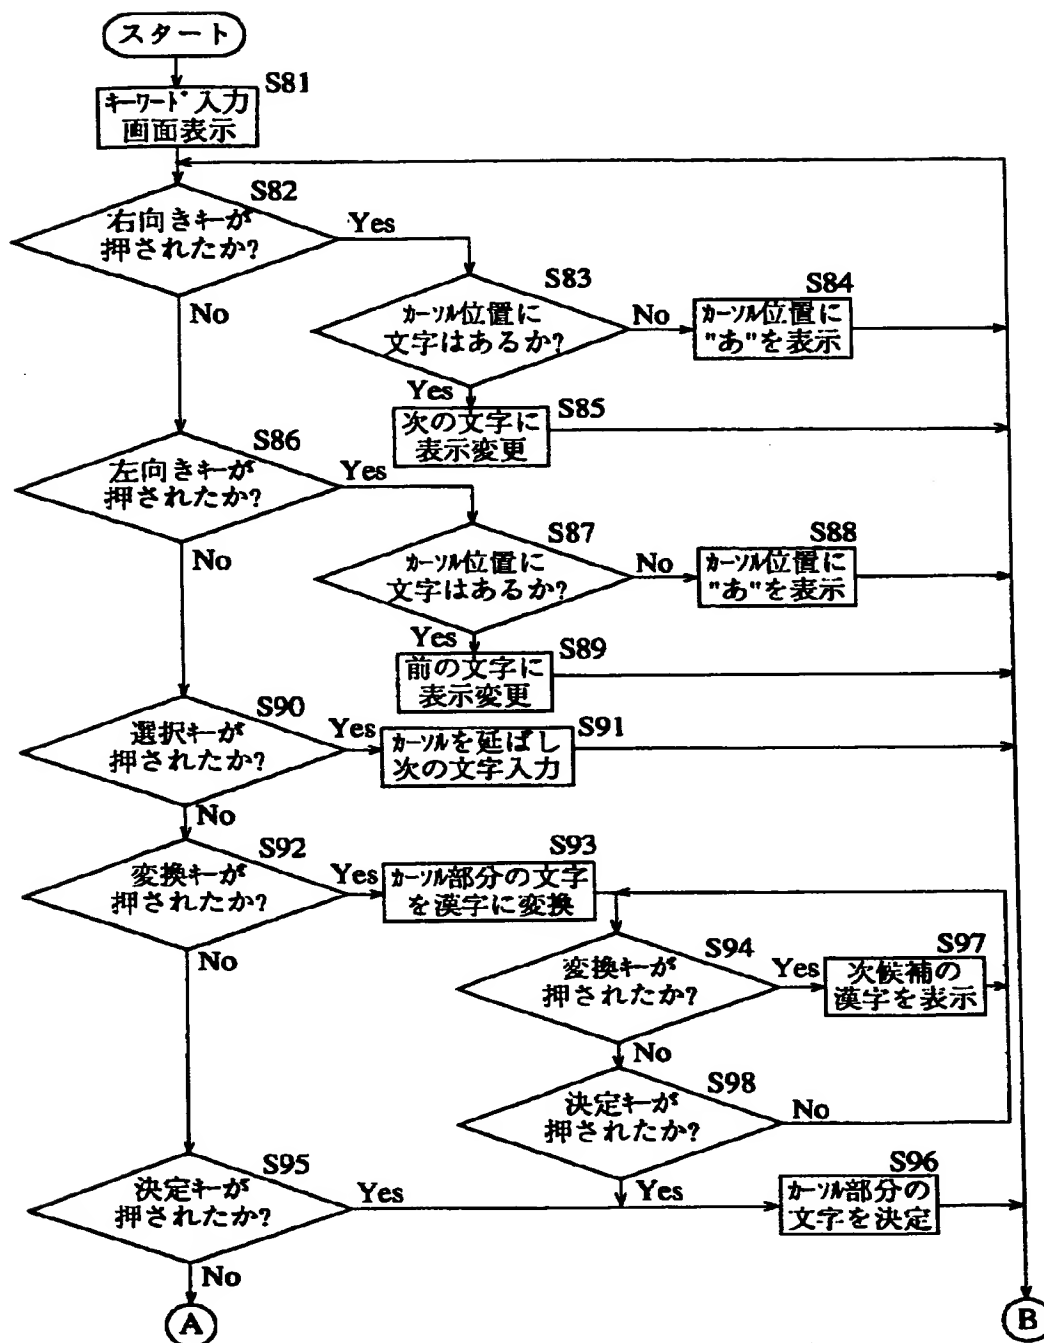 スタート
S81
キーワード入力
画面表示
S82
右向きキーが
押されたか?
Yes
No
S83
カーソル位置に
文字はあるか?
No
Yes
S84
カーソル位置に
"あ"を表示
S85
次の文字に
表示変更
S86
左向きキーが
押されたか?
Yes
No
S87
カーソル位置に
文字はあるか?
No
Yes
S88
カーソル位置に
"あ"を表示
S89
前の文字に
表示変更
S90
選択キーが
押されたか?
Yes
No
S91
カーソルを延ばし
次の文字入力
S92
変換キーが
押されたか?
Yes
No
S93
カーソル部分の文字
を漢字に変換
S94
変換キーが
押されたか?
Yes
No
S97
次候補の
漢字を表示
S98
決定キーが
押されたか?
No
Yes
S95
決定キーが
押されたか?
Yes
No
S96
カーソル部分の
文字を決定
A
B